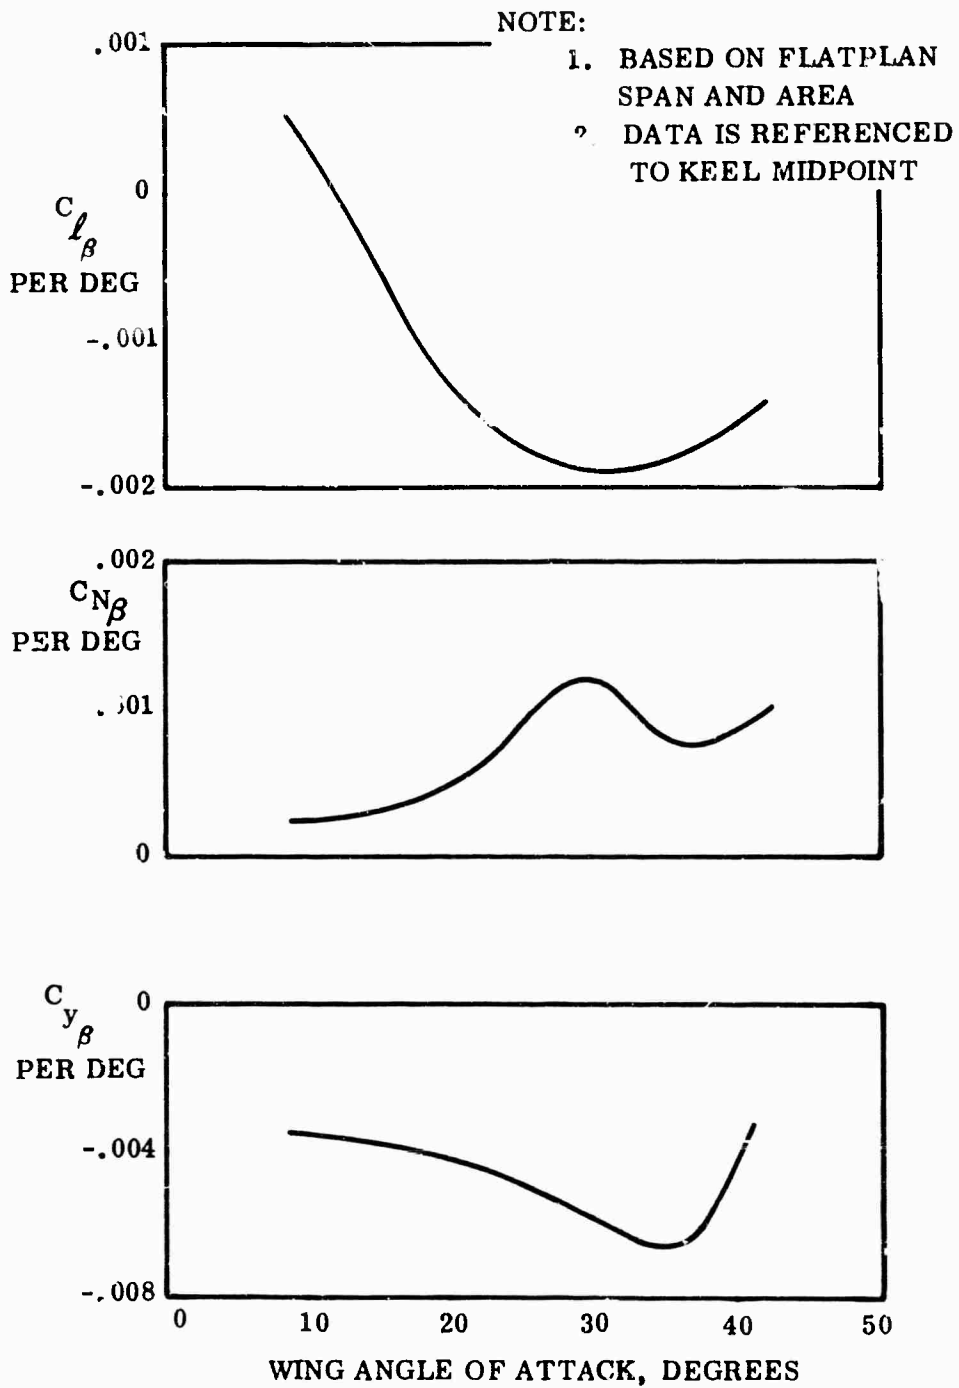 NOTE:
1. BASED ON FLATPLAN
SPAN AND AREA
DATA IS REFERENCED
TO KEEL MIDPOINT
.001
0
C ℓ β
PER DEG
-.001
-.002
.002
C N β
PER DEG
0
C y β
0
PER DEG
-.004
-.008
0 10 20 30 40 50
WING ANGLE OF ATTACK, DEGREES